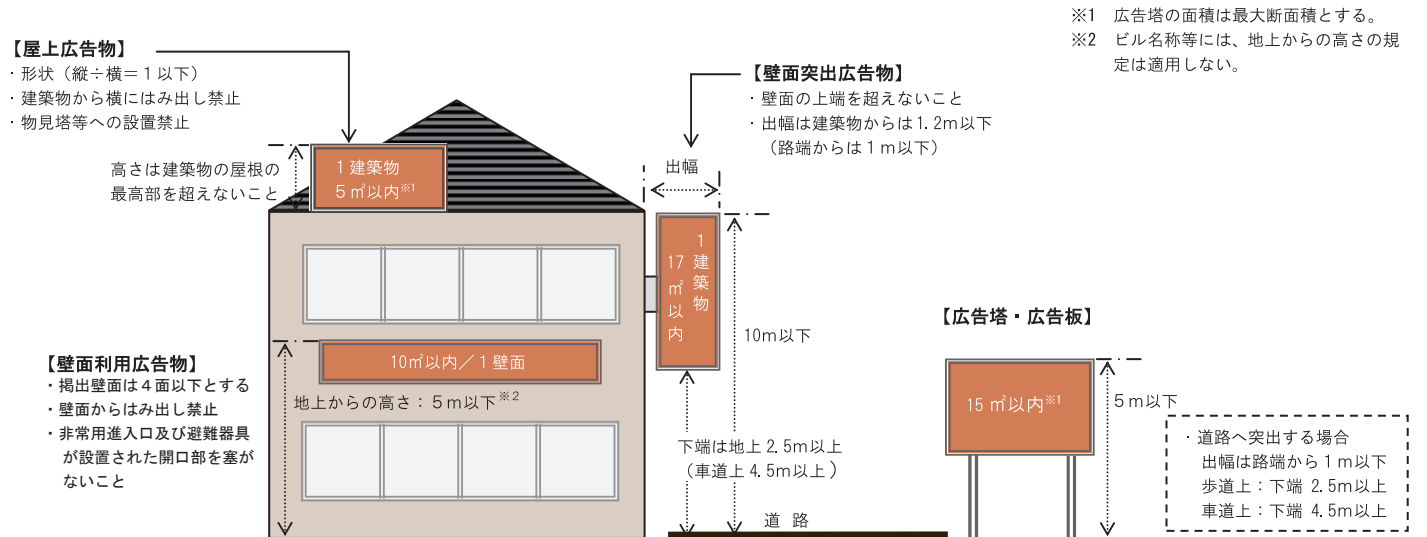 ※1　広告塔の面積は最大断面積とする。
※2　ビル名称等には、地上からの高さの規
定は適用しない。
【屋上広告物】
・形状（縦÷横＝１以下）
・建築物から横にはみ出し禁止
・物見塔等への設置禁止
高さは建築物の屋根の
最高部を超えないこと
１建築物
５㎡以内※1
【壁面突出広告物】
・壁面の上端を超えないこと
・出幅は建築物からは1.2m以下
（路端からは１m以下）
出幅
１建築物
17㎡以内
10m以下
下端は地上2.5m以上
（車道上4.5m以上）
道 路
【壁面利用広告物】
・掲出壁面は４面以下とする
・壁面からはみ出し禁止
・非常用進入口及び避難器具
が設置された開口部を塞が
ないこと
10㎡以内／１壁面
地上からの高さ：５m以下※2
【広告塔・広告板】
15 ㎡以内※1
５m以下
・道路へ突出する場合
出幅は路端から１m以下
歩道上：下端 2.5m以上
車道上：下端 4.5m以上